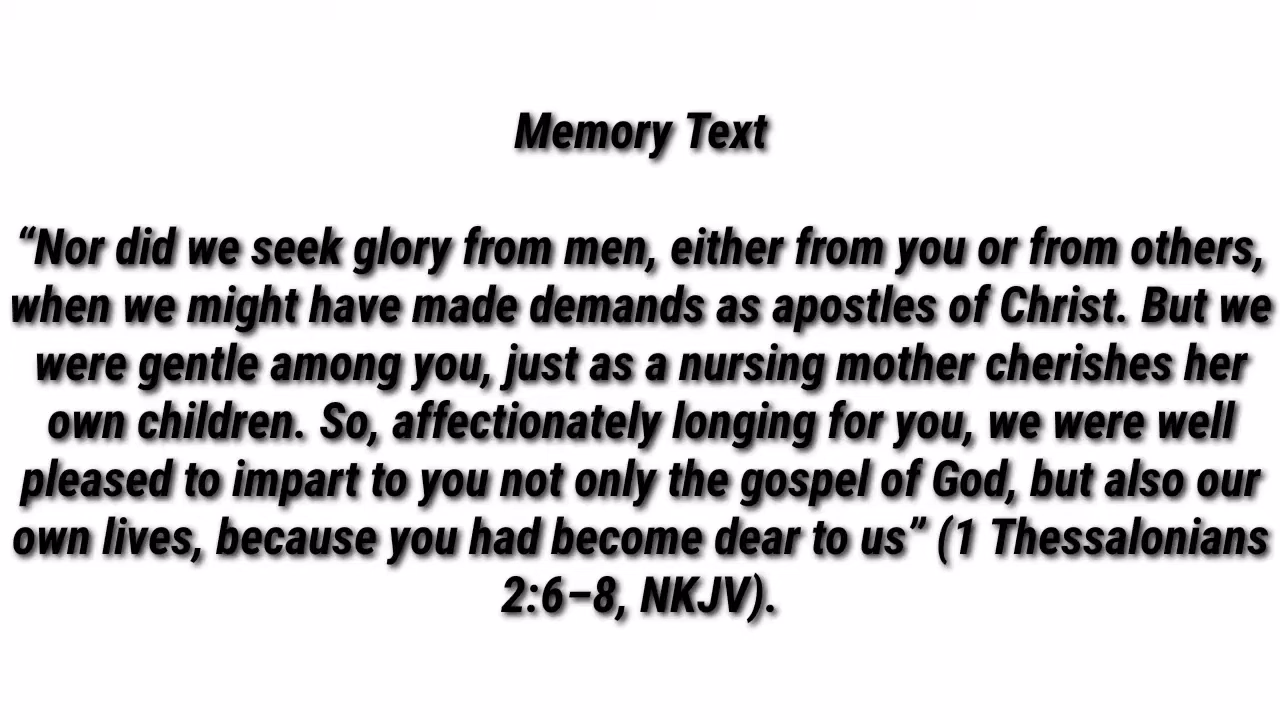 Memory Text
“Nor did we seek glory from men, either from you or from others,
when we might have made demands as apostles of Christ. But we
were gentle among you, just as a nursing mother cherishes her
own children. So, affectionately longing for you, we were well
pleased to impart to you not only the gospel of God, but also our
own lives, because you had become dear to us” (1 Thessalonians
2:6–8, NKJV).